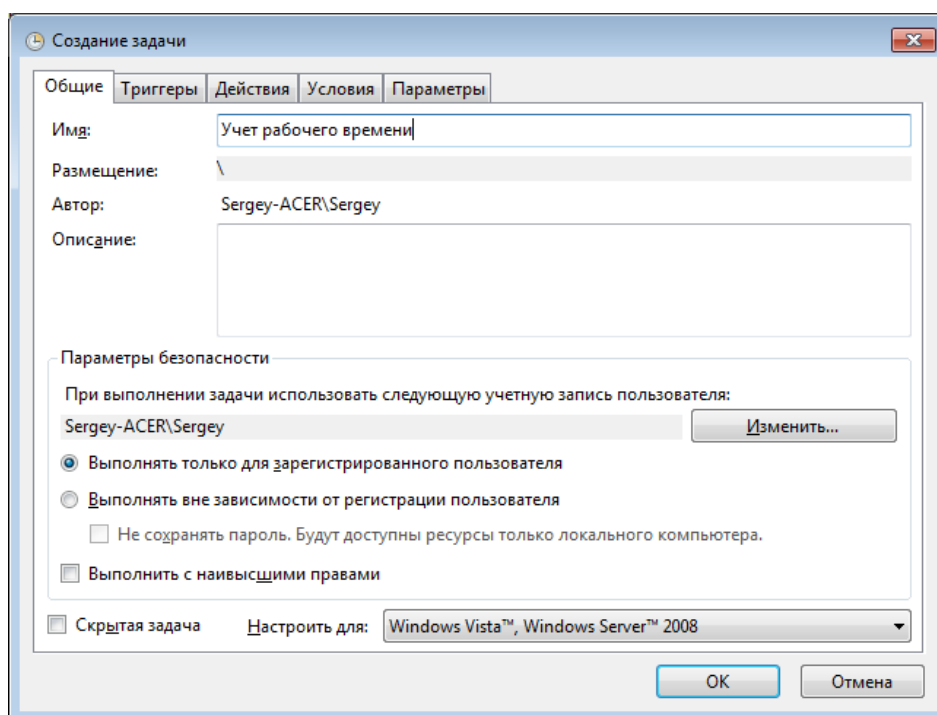 Создание задачи
Общие Триггеры Действия Условия Параметры
Имя: Учет рабочего времени
Размещение: \
Автор: Sergey-ACER\Sergey
Описание:
Параметры безопасности
При выполнении задачи использовать следующую учетную запись пользователя:
Sergey-ACER\Sergey Изменить...
Выполнять только для зарегистрированного пользователя
Выполнять вне зависимости от регистрации пользователя
Не сохранять пароль. Будут доступны ресурсы только локального компьютера.
Выполнить с наивысшими правами
Скрытая задача Настроить для: Windows Vista™, Windows Server™ 2008
ОК Отмена